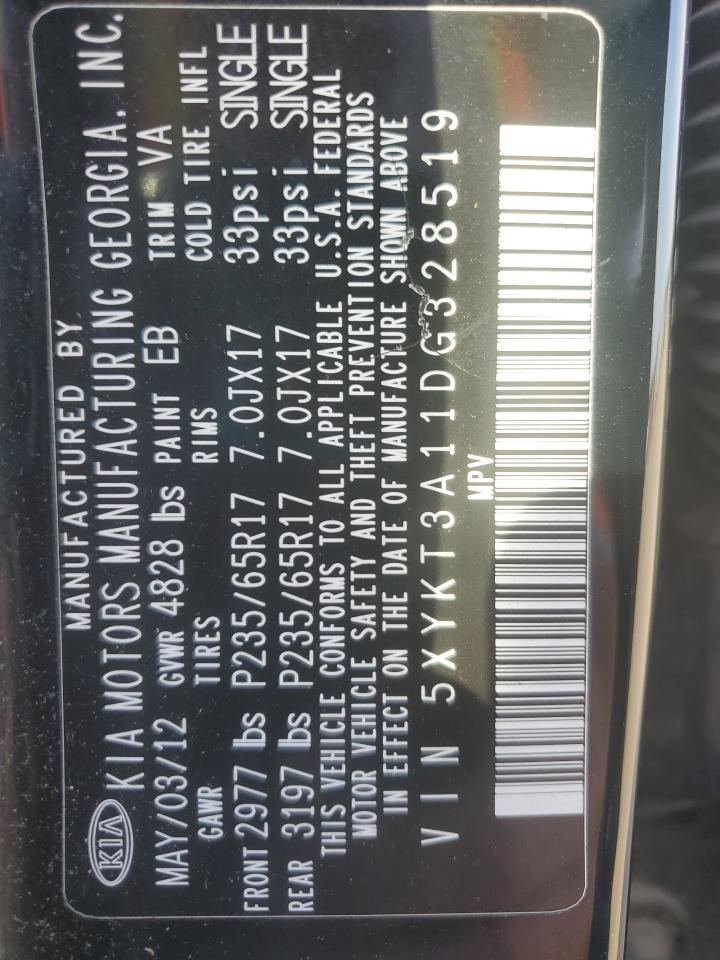 MANUFACTURED BY
KIA KIA MOTORS MANUFACTURING GEORGIA, INC.
MAY/03/12 GVWR 4828 lbs PAINT EB TRIM VA
GAWR TIRES RIMS COLD TIRE INFL
FRONT 2977 lbs P235/65R17 7.0JX17 33psi SINGLE
REAR 3197 lbs P235/65R17 7.0JX17 33psi SINGLE
THIS VEHICLE CONFORMS TO ALL APPLICABLE U.S.A. FEDERAL
MOTOR VEHICLE SAFETY AND THEFT PREVENTION STANDARDS
IN EFFECT ON THE DATE OF MANUFACTURE SHOWN ABOVE
VIN 5XYKT3A11DG328519
MPV